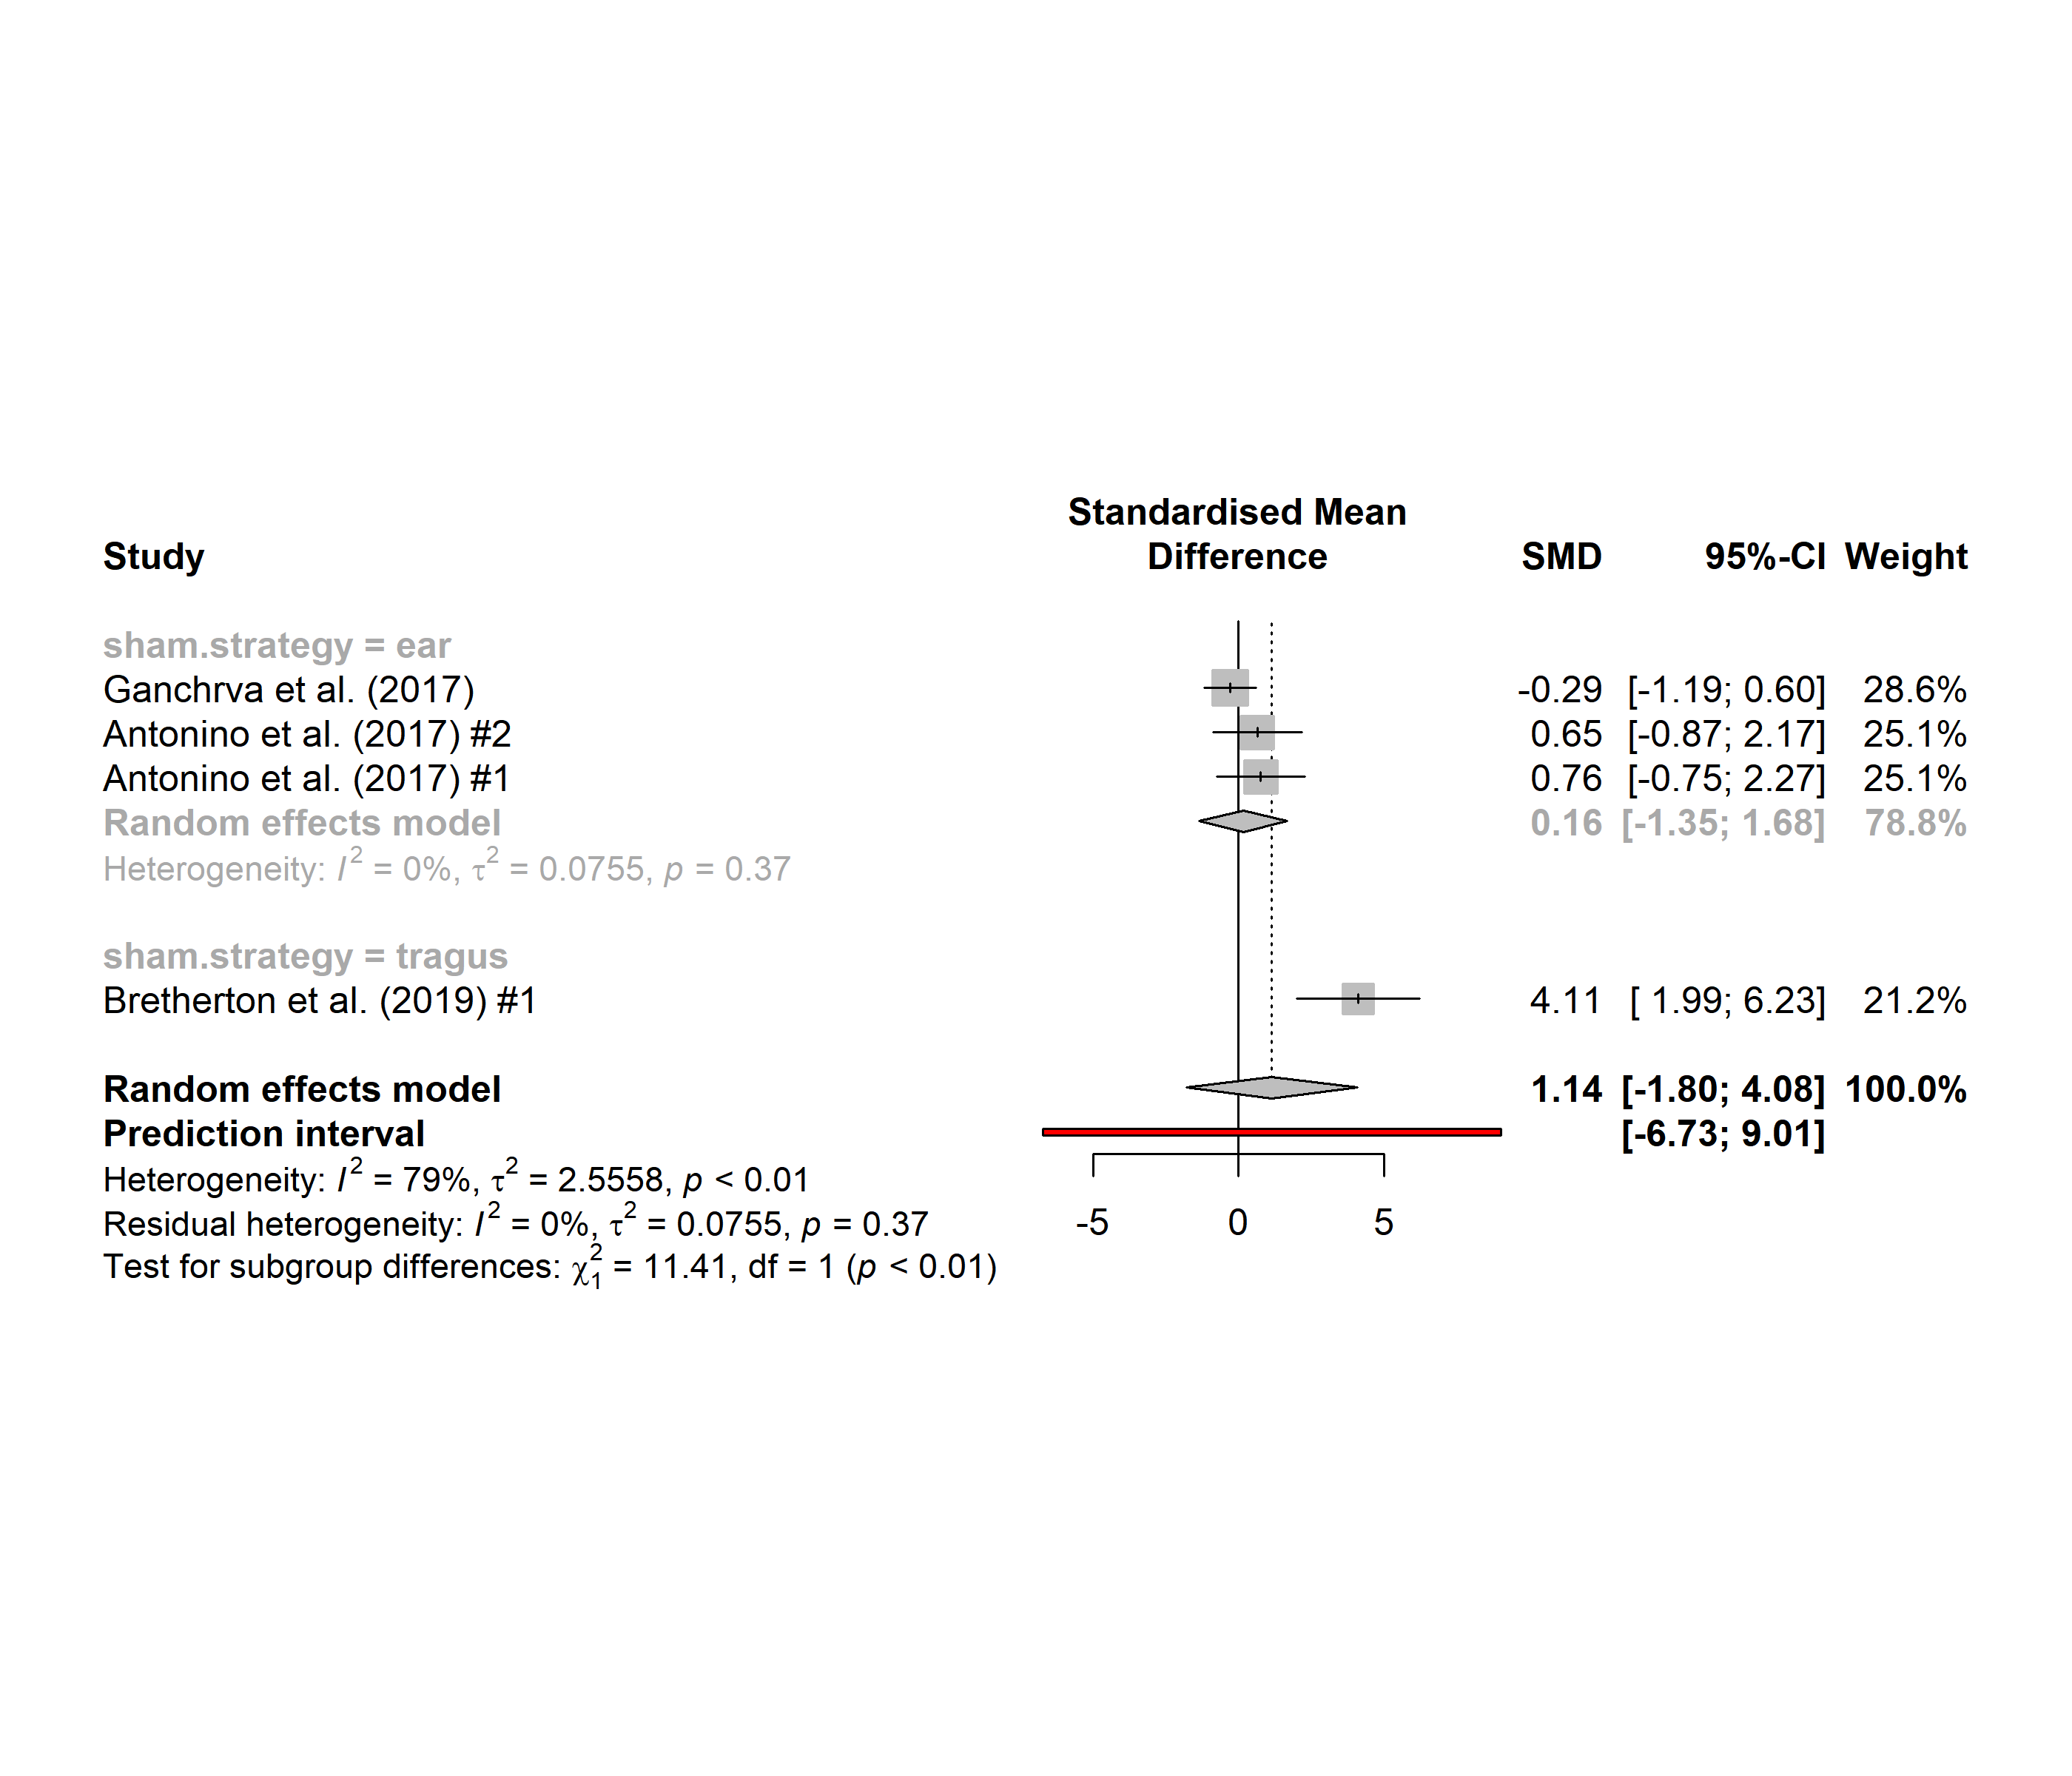 Standardised Mean
Study Difference SMD 95%-CI Weight
sham.strategy = ear
Ganchrva et al. (2017) -0.29 [-1.19; 0.60] 28.6%
Antonino et al. (2017) #2 0.65 [-0.87; 2.17] 25.1%
Antonino et al. (2017) #1 0.76 [-0.75; 2.27] 25.1%
Random effects model 0.16 [-1.35; 1.68] 78.8%
Heterogeneity: I² = 0%, τ² = 0.0755, p = 0.37
sham.strategy = tragus
Bretherton et al. (2019) #1 4.11 [ 1.99; 6.23] 21.2%
Random effects model 1.14 [-1.80; 4.08] 100.0%
Prediction interval [-6.73; 9.01]
Heterogeneity: I² = 79%, τ² = 2.5558, p < 0.01
Residual heterogeneity: I² = 0%, τ² = 0.0755, p = 0.37
-5 0 5
Test for subgroup differences: χ₁² = 11.41, df = 1 (p < 0.01)